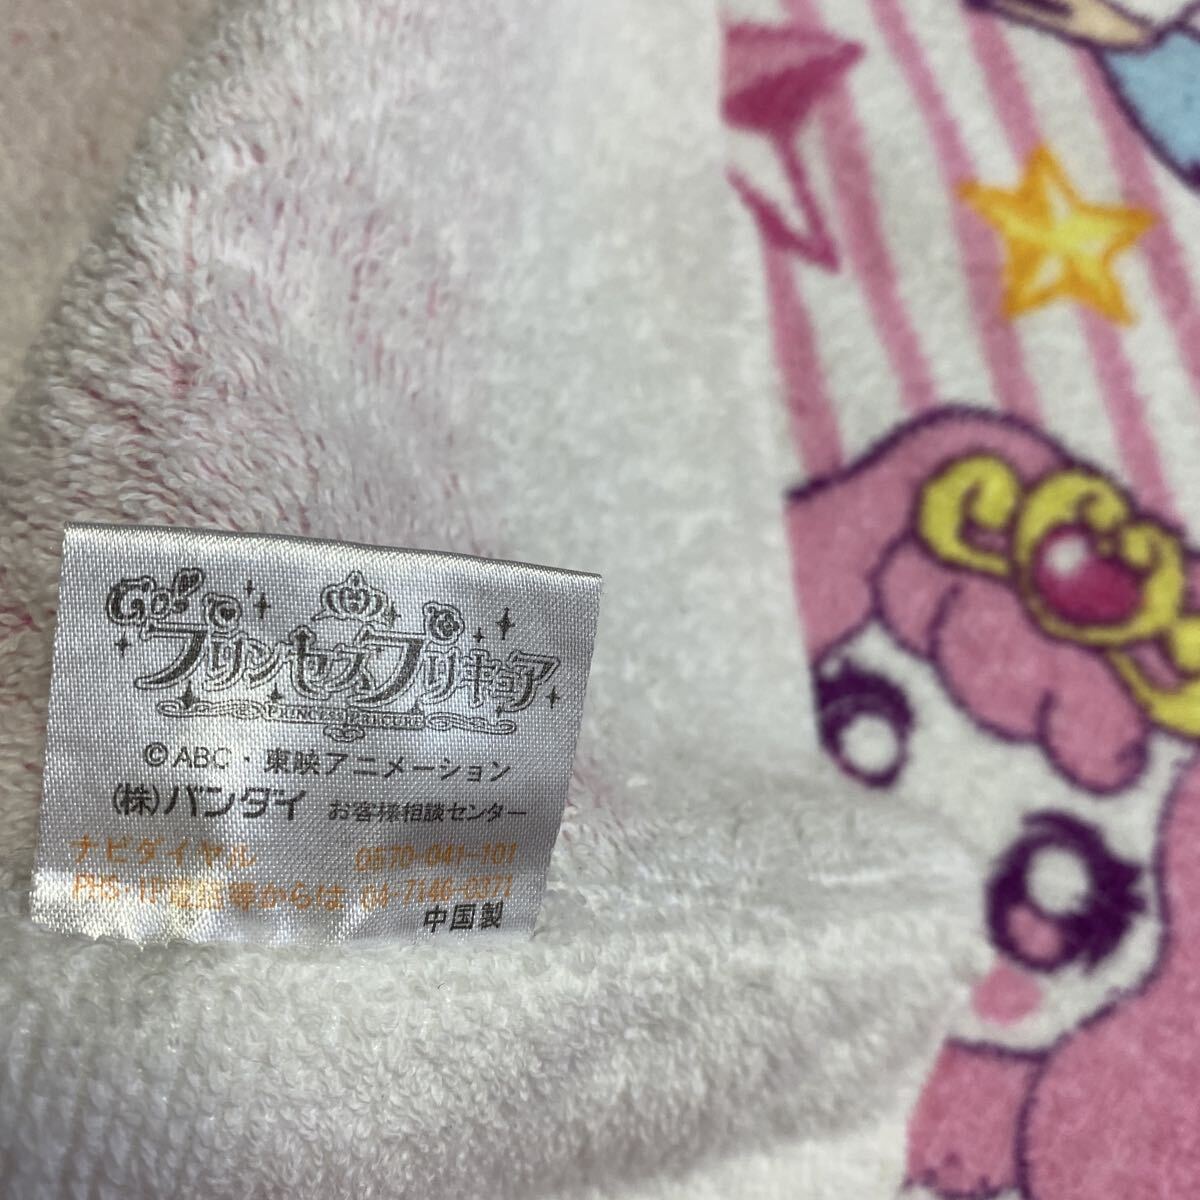 Go!
プリンセスプリキュア
PRINCESS PRECURE
©ABC・東映アニメーション
(株)バンダイ お客様相談センター
ナビダイヤル 0570-041-101
PHS・IP電話等からは 04-7146-0371
中国製